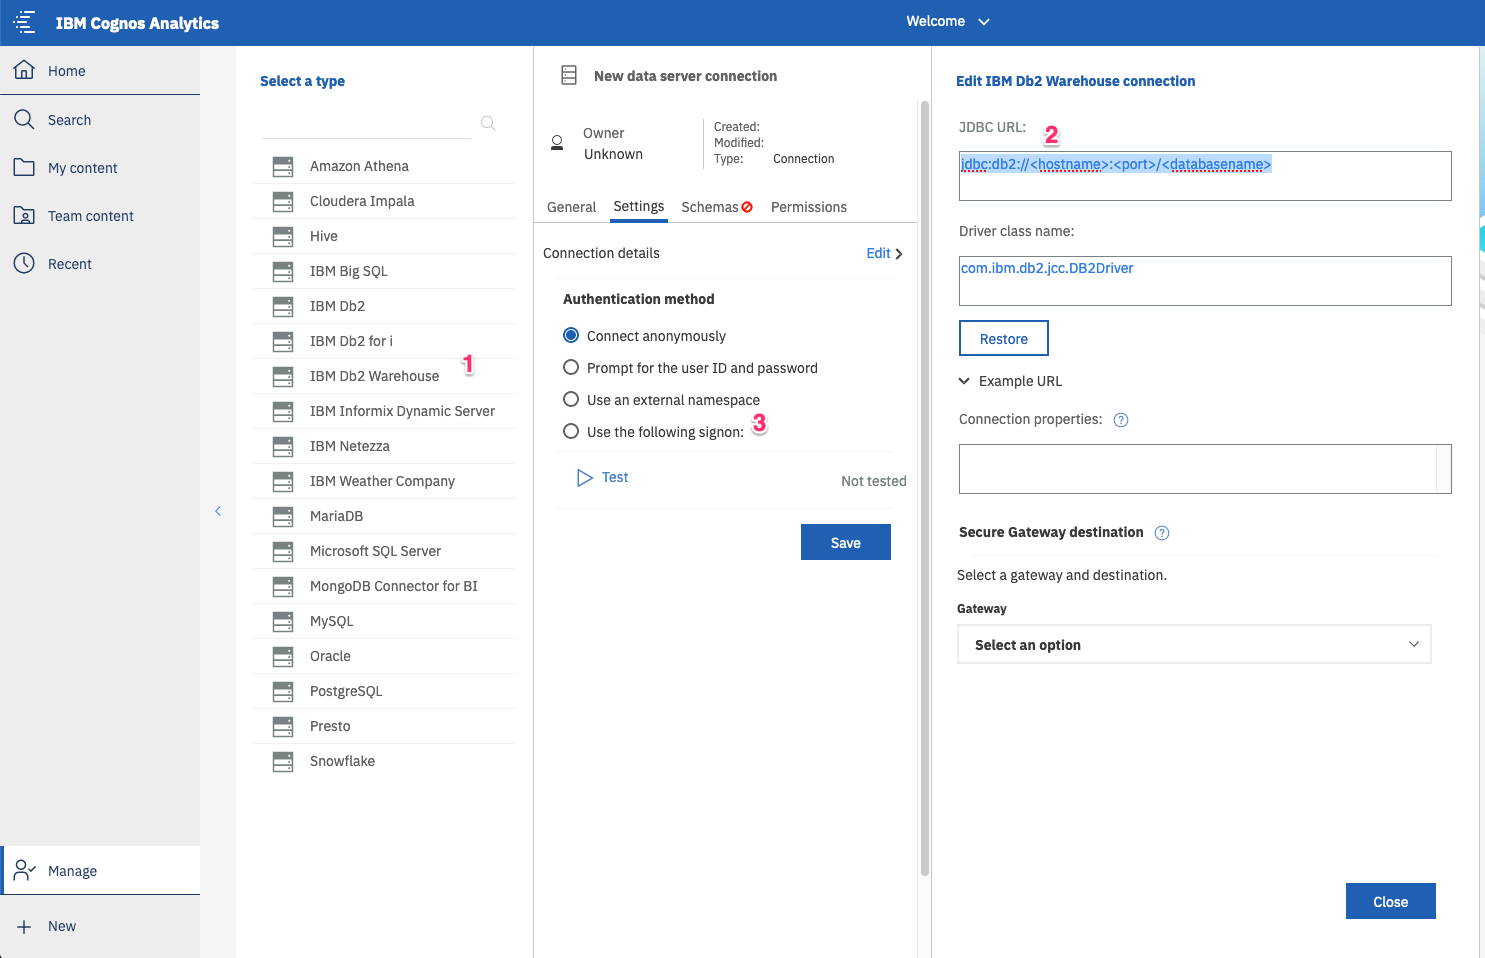 IBM Cognos Analytics
Welcome
Home
Search
My content
Team content
Recent
Manage
New
Select a type
Amazon Athena
Cloudera Impala
Hive
IBM Big SQL
IBM Db2
IBM Db2 for i
IBM Db2 Warehouse
1
IBM Informix Dynamic Server
IBM Netezza
IBM Weather Company
MariaDB
Microsoft SQL Server
MongoDB Connector for BI
MySQL
Oracle
PostgreSQL
Presto
Snowflake
New data server connection
Owner
Unknown
Created:
Modified:
Type: Connection
General Settings Schemas Permissions
Connection details Edit
Authentication method
Connect anonymously
Prompt for the user ID and password
Use an external namespace
Use the following signon:
3
Test
Not tested
Save
Edit IBM Db2 Warehouse connection
JDBC URL:
2
jdbc:db2://<hostname>:<port>/<databasename>
Driver class name:
com.ibm.db2.jcc.DB2Driver
Restore
Example URL
Connection properties: ?
Secure Gateway destination ?
Select a gateway and destination.
Gateway
Select an option
Close